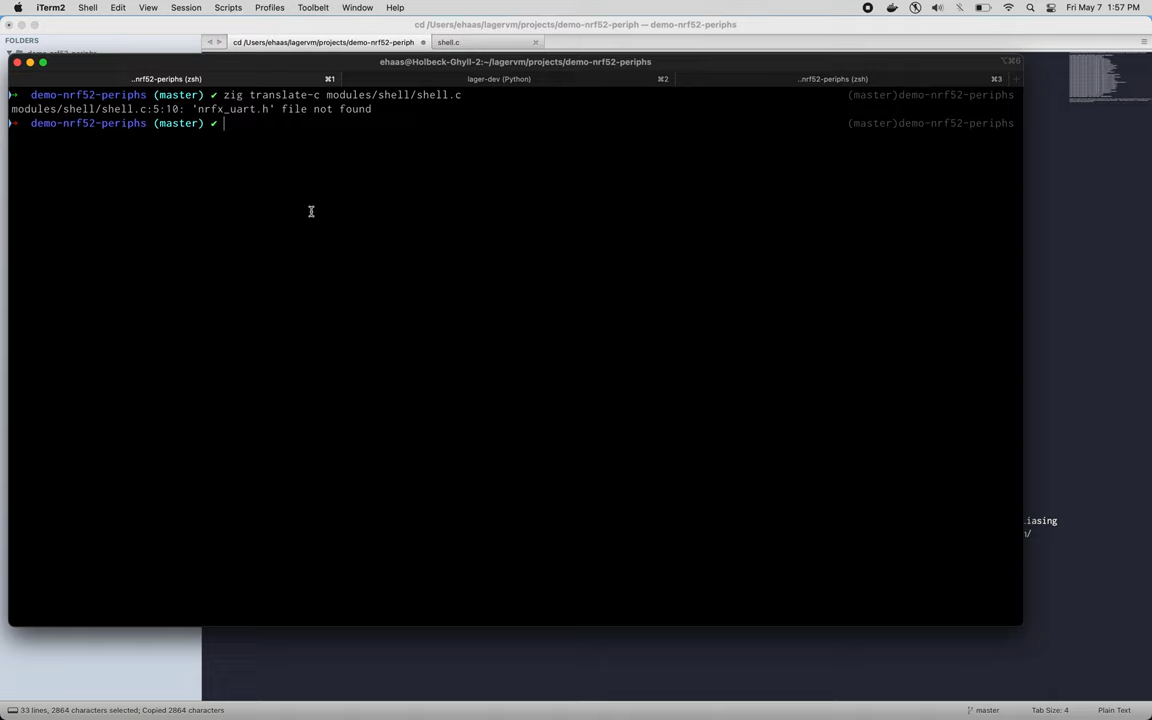 iTerm2 Shell Edit View Session Scripts Profiles Toolbelt Window Help Fri May 7 1:57 PM
cd /Users/ehaas/lagervm/projects/demo-nrf52-periph — demo-nrf52-periphs
FOLDERS
cd /Users/ehaas/lagervm/projects/demo-nrf52-periph shell.c
ehaas@Holbeck-Ghyll-2:~/lagervm/projects/demo-nrf52-periphs ⌥⌘6
..nrf52-periphs (zsh) ⌘1 lager-dev (Python) ⌘2 ..nrf52-periphs (zsh) ⌘3
demo-nrf52-periphs (master) ✔ zig translate-c modules/shell/shell.c (master)demo-nrf52-periphs
modules/shell/shell.c:5:10: 'nrfx_uart.h' file not found
demo-nrf52-periphs (master) ✔ (master)demo-nrf52-periphs
iasing
/
33 lines, 2864 characters selected; Copied 2864 characters master Tab Size: 4 Plain Text